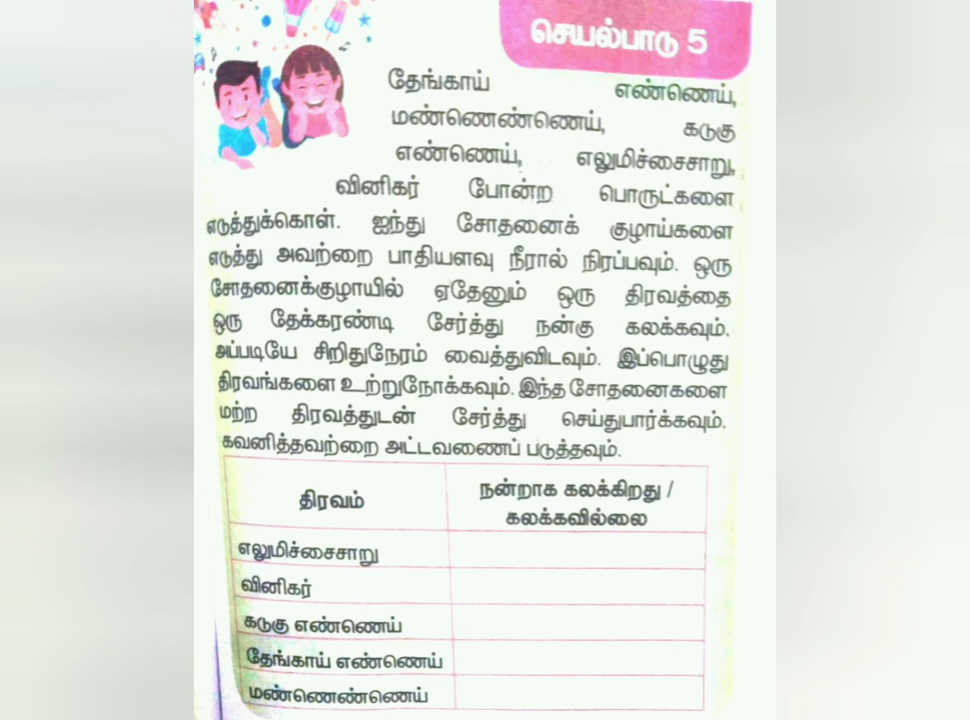 செயல்பாடு 5
தேங்காய் எண்ணெய்,
மண்ணெண்ணெய், கடுகு
எண்ணெய், எலுமிச்சைசாறு,
வினிகர் போன்ற பொருட்களை
எடுத்துக்கொள். ஐந்து சோதனைக் குழாய்களை
எடுத்து அவற்றை பாதியளவு நீரால் நிரப்பவும். ஒரு
சோதனைக்குழாயில் ஏதேனும் ஒரு திரவத்தை
ஒரு தேக்கரண்டி சேர்த்து நன்கு கலக்கவும்.
அப்படியே சிறிதுநேரம் வைத்துவிடவும். இப்பொழுது
திரவங்களை உற்றுநோக்கவும். இந்த சோதனைகளை
மற்ற திரவத்துடன் சேர்த்து செய்துபார்க்கவும்.
கவனித்தவற்றை அட்டவணைப் படுத்தவும்.
திரவம்
நன்றாக கலக்கிறது /
கலக்கவில்லை
எலுமிச்சைசாறு
வினிகர்
கடுகு எண்ணெய்
தேங்காய் எண்ணெய்
மண்ணெண்ணெய்